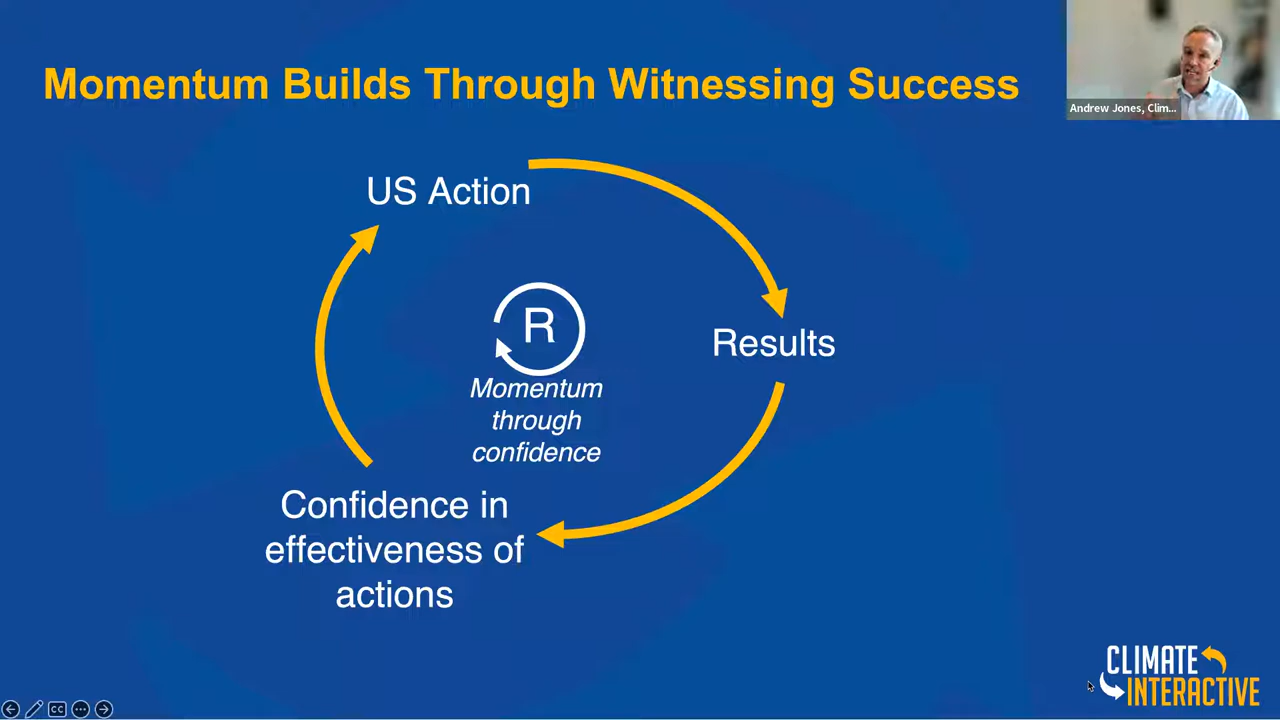 Momentum Builds Through Witnessing Success
Andrew Jones, Clim...
US Action
R
Results
Momentum
through
confidence
Confidence in
effectiveness of
actions
CLIMATE
INTERACTIVE
CC